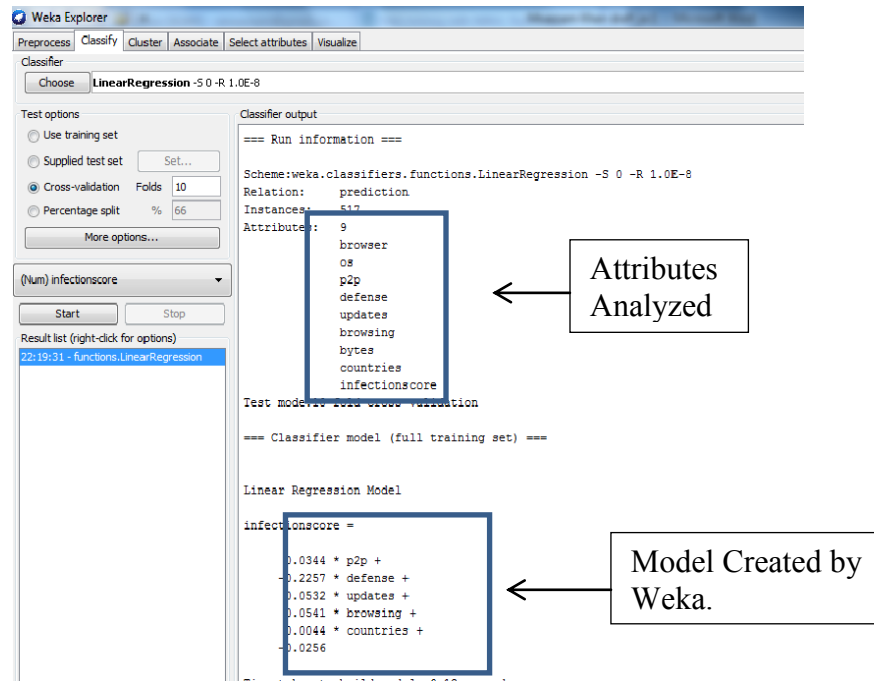 Weka Explorer
Preprocess Classify Cluster Associate Select attributes Visualize
Classifier
Choose LinearRegression -S 0 -R 1.0E-8
Test options
Use training set
Supplied test set Set...
Cross-validation Folds 10
Percentage split % 66
More options...
(Num) infectionscore
Start Stop
Result list (right-click for options)
22:19:31 - functions.LinearRegression
Classifier output
=== Run information ===
Scheme:weka.classifiers.functions.LinearRegression -S 0 -R 1.0E-8
Relation: prediction
Instances: 517
Attributes: 9
browser
os
p2p
defense
updates
browsing
bytes
countries
infectionscore
Test mode:10-fold cross-validation
=== Classifier model (full training set) ===
Linear Regression Model
infectionscore =
0.0344 * p2p +
-0.2257 * defense +
0.0532 * updates +
0.0541 * browsing +
0.0044 * countries +
-0.0256
Attributes
Analyzed
Model Created by
Weka.